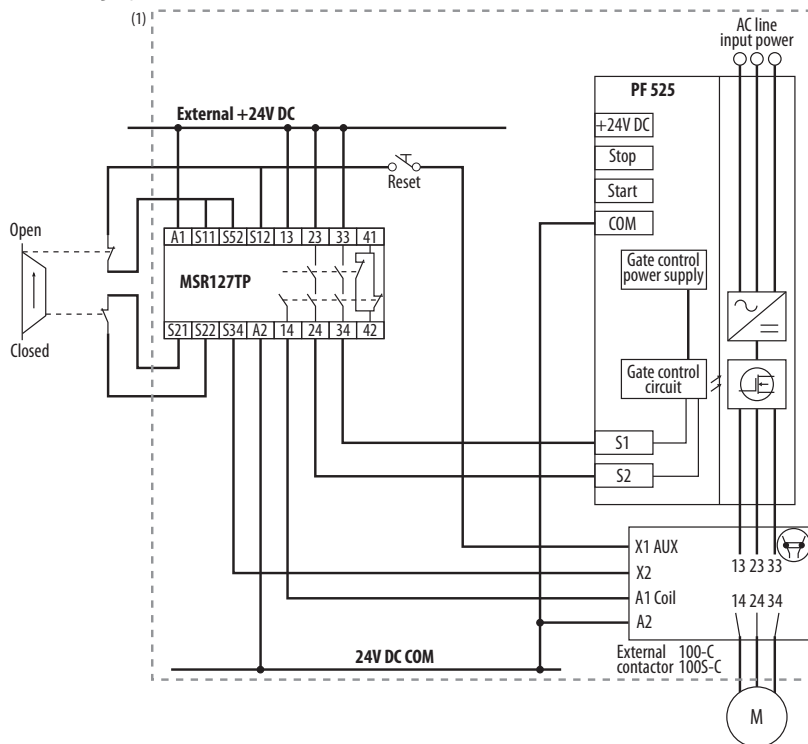 (1)
AC line
input power
PF 525
External +24V DC
+24V DC
Stop
Reset
Start
Open
COM
A1 S11 S52 S12 13 23 33 41
MSR127TP
Gate control
power supply
S21 S22 S34 A2 14 24 34 42
Closed
Gate control
circuit
S1
S2
X1 AUX
13 23 33
X2
A1 Coil
14 24 34
A2
24V DC COM
External 100-C
contactor 100S-C
M